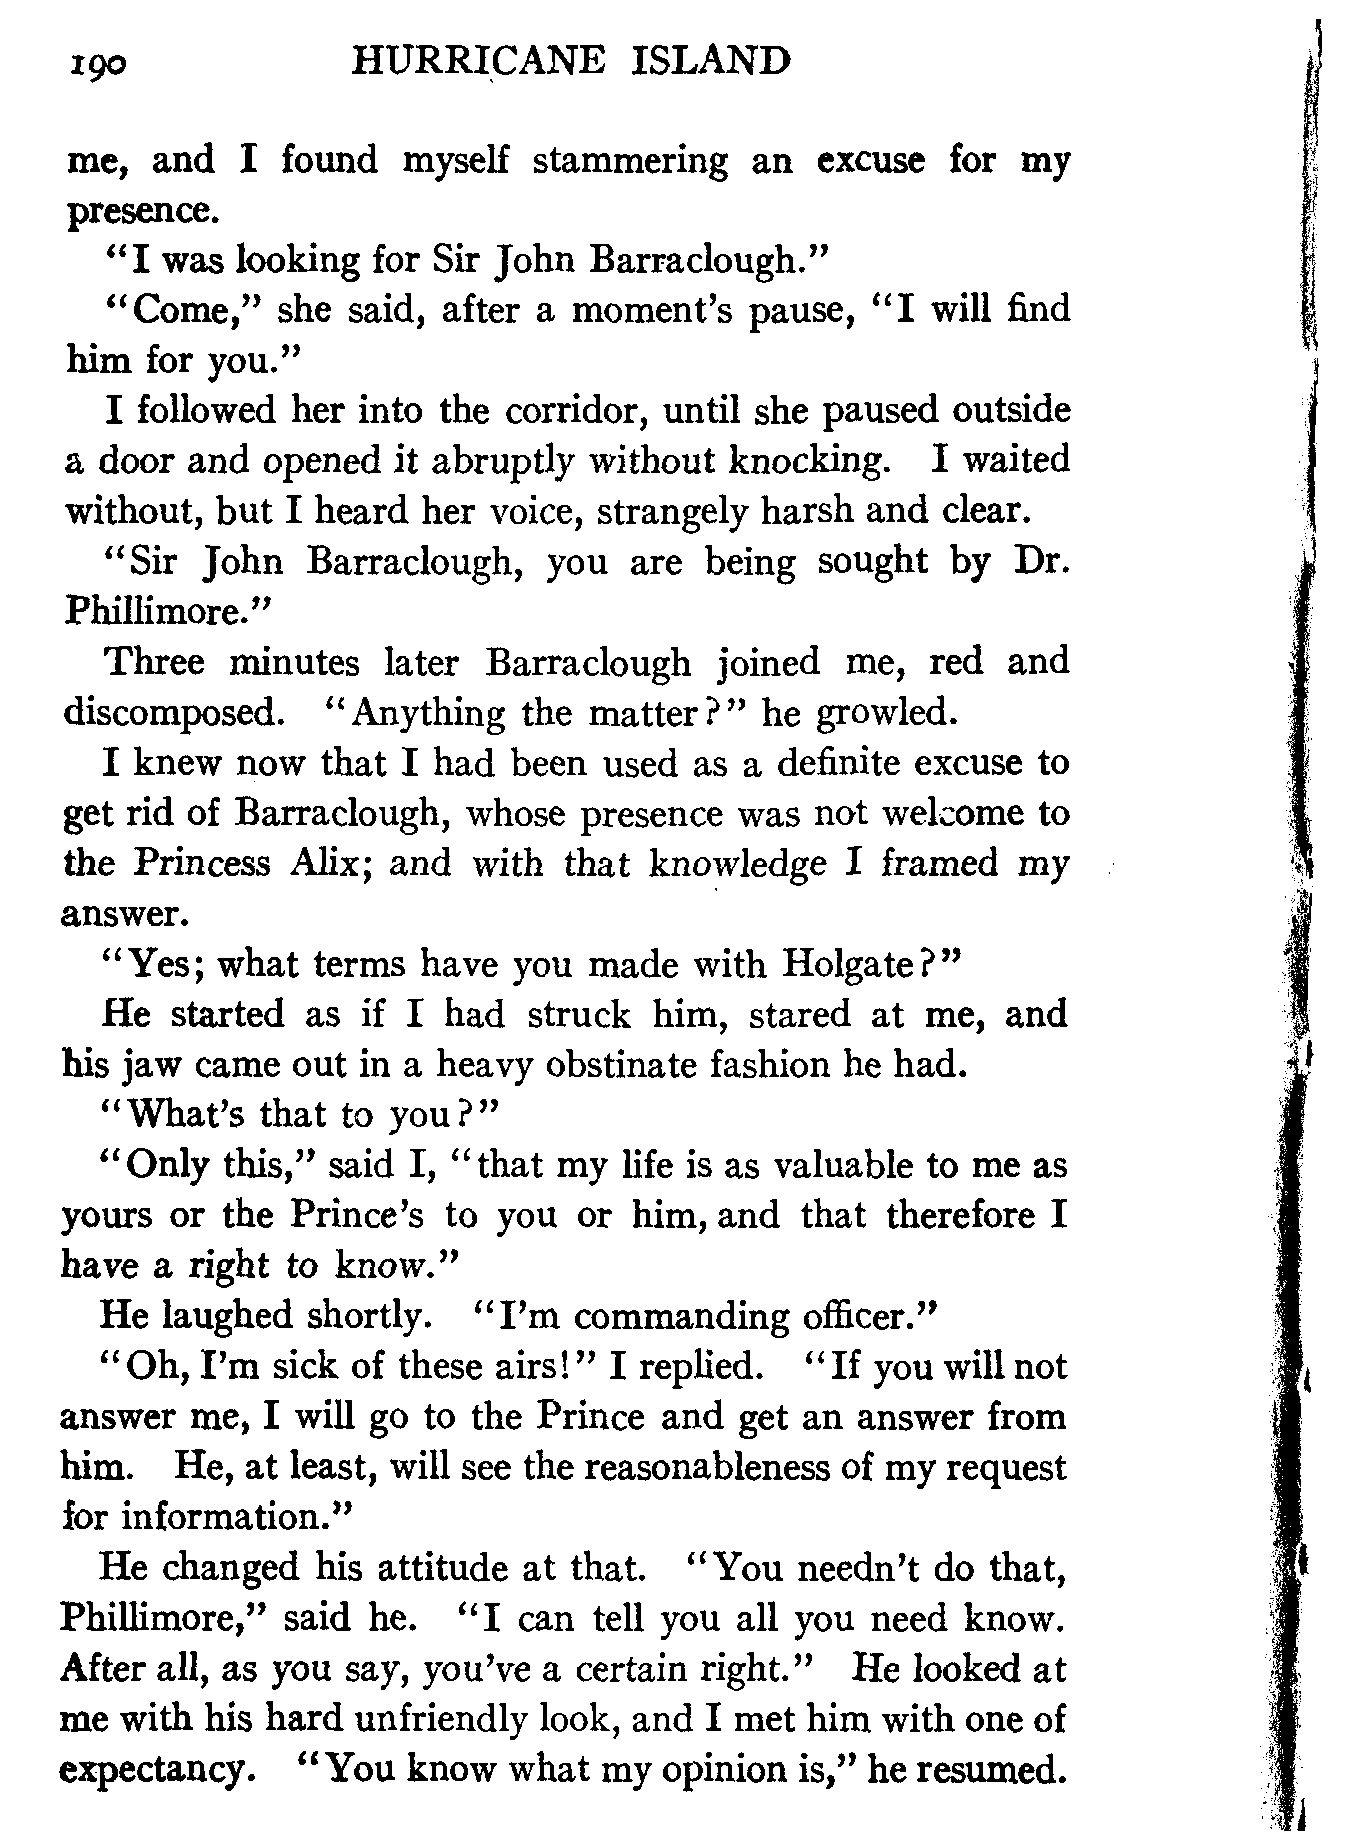 190 HURRICANE ISLAND
me, and I found myself stammering an excuse for my
presence.
“I was looking for Sir John Barraclough.”
“Come,” she said, after a moment's pause, “I will find
him for you.”
I followed her into the corridor, until she paused outside
a door and opened it abruptly without knocking. I waited
without, but I heard her voice, strangely harsh and clear.
“Sir John Barraclough, you are being sought by Dr.
Phillimore.”
Three minutes later Barraclough joined me, red and
discomposed. “Anything the matter?” he growled.
I knew now that I had been used as a definite excuse to
get rid of Barraclough, whose presence was not welcome to
the Princess Alix; and with that knowledge I framed my
answer.
“Yes; what terms have you made with Holgate?”
He started as if I had struck him, stared at me, and
his jaw came out in a heavy obstinate fashion he had.
“What's that to you?”
“Only this,” said I, “that my life is as valuable to me as
yours or the Prince's to you or him, and that therefore I
have a right to know.”
He laughed shortly. “I'm commanding officer.”
“Oh, I'm sick of these airs!” I replied. “If you will not
answer me, I will go to the Prince and get an answer from
him. He, at least, will see the reasonableness of my request
for information.”
He changed his attitude at that. “You needn't do that,
Phillimore,” said he. “I can tell you all you need know.
After all, as you say, you've a certain right.” He looked at
me with his hard unfriendly look, and I met him with one of
expectancy. “You know what my opinion is,” he resumed.